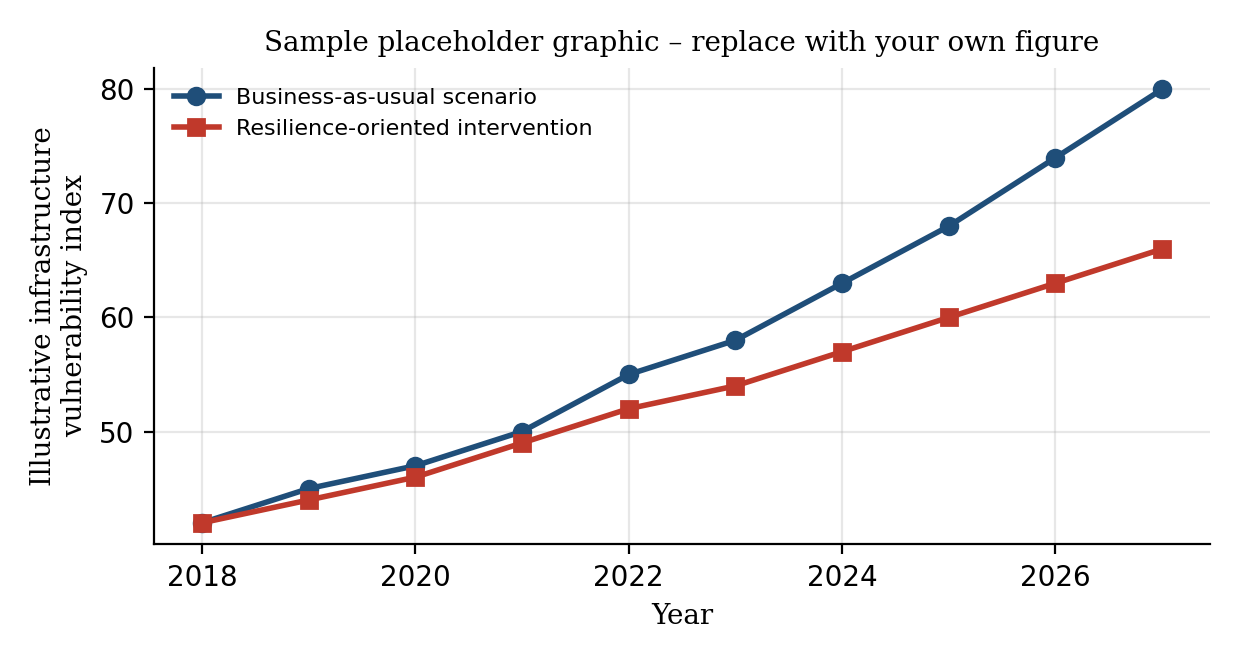 Sample placeholder graphic – replace with your own figure
Business-as-usual scenario
Resilience-oriented intervention
Illustrative infrastructure
vulnerability index
80
70
60
50
2018 2020 2022 2024 2026
Year